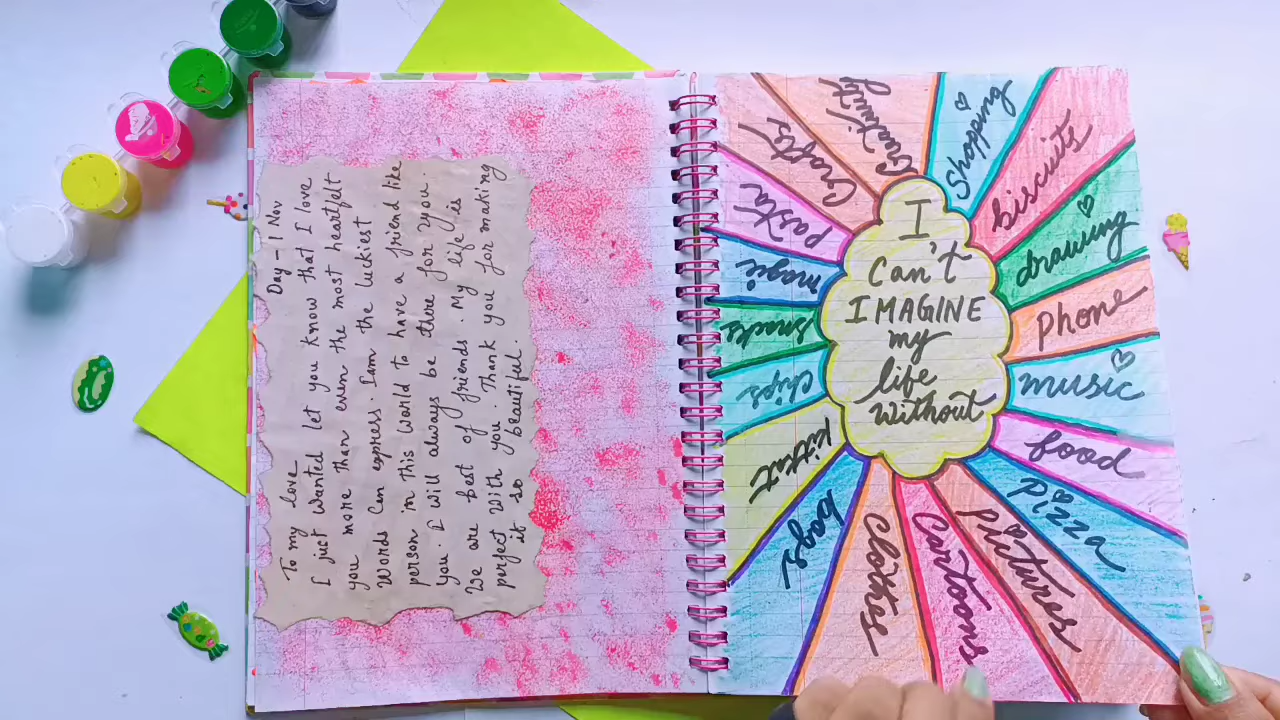 Day - 1 Nov
To my love
I just wanted let you know that I love
you more than even the most heartfelt
Words Can express. I am the luckiest
person in this World to have a friend like
you. I will always be there for you.
We are best of friends. My life is
perfect with you. Thank you for making
it so beautiful.
I
Can't
IMAGINE
my
life
without
Shopping
biscuits
drawing
phone
music
food
Pizza
Pictures
Cartoons
Clothes
bags
kitkat
chips
snacks
magic
pasta
Crafts